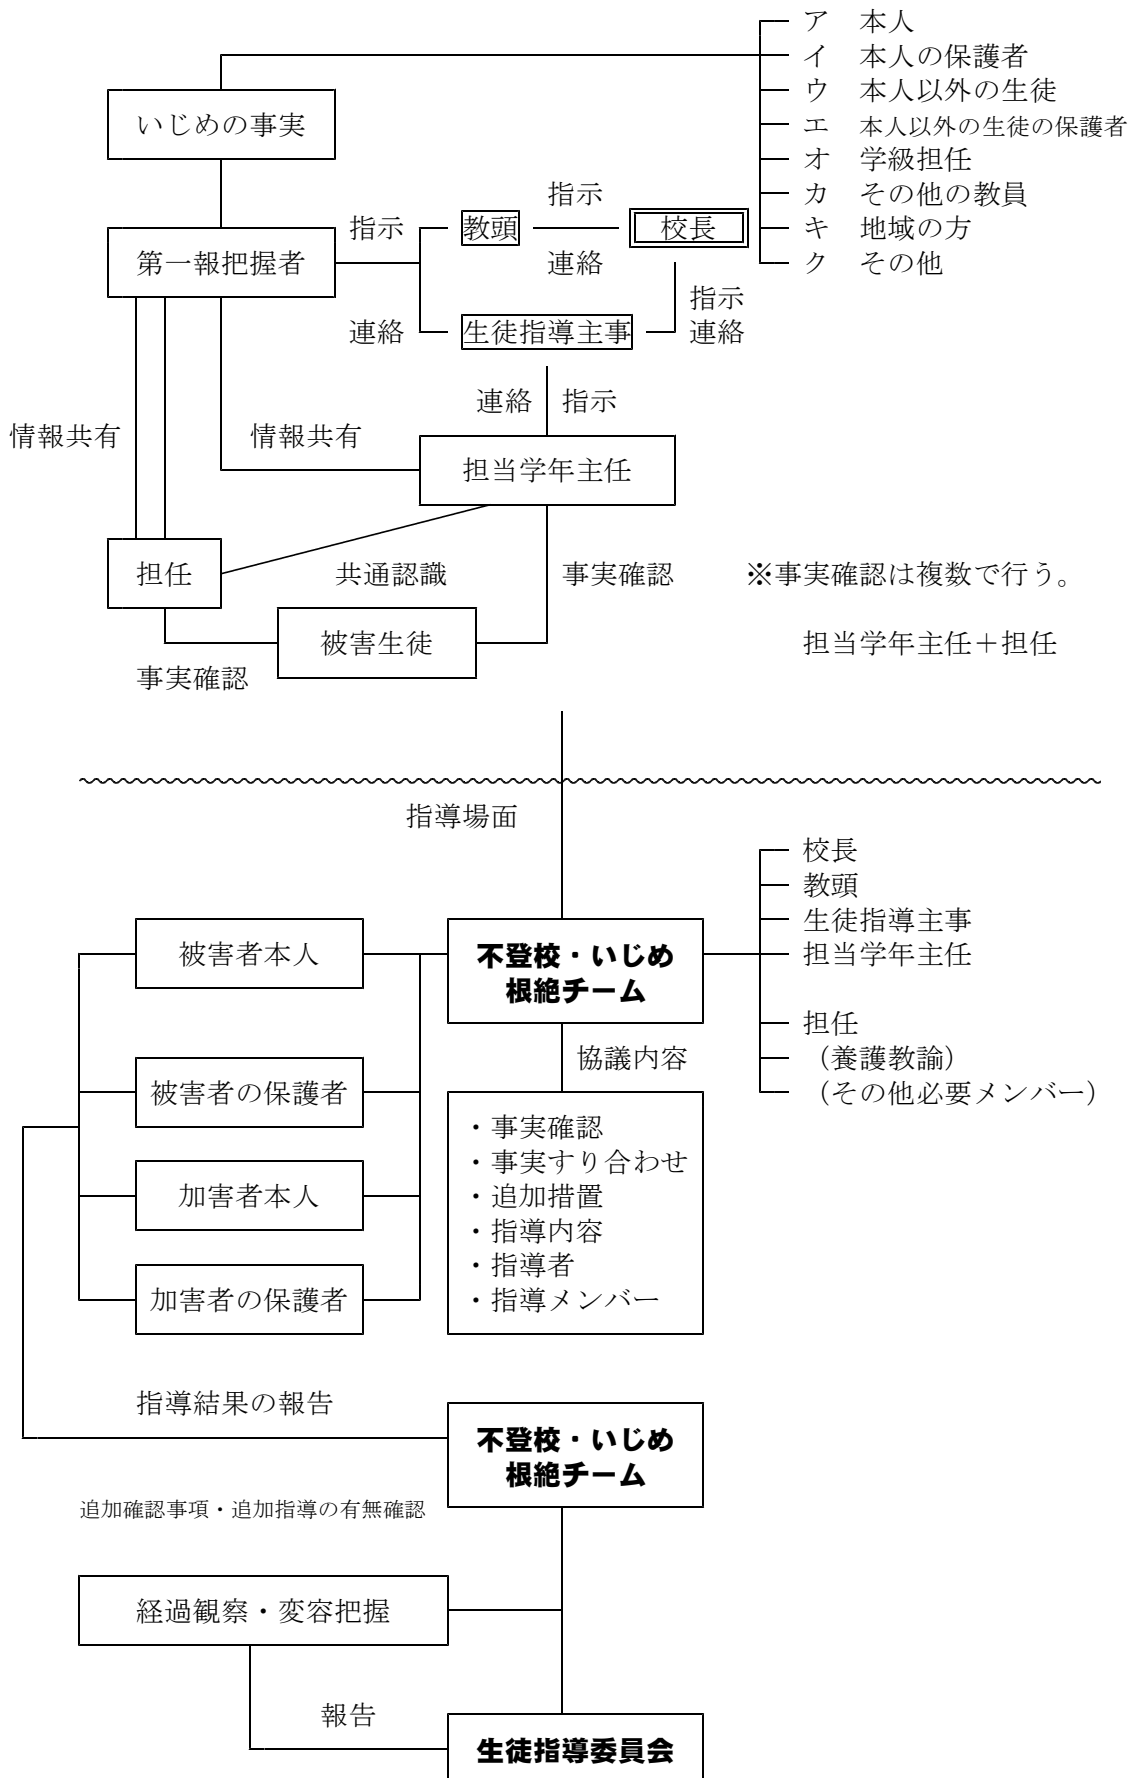 ア　本人
イ　本人の保護者
ウ　本人以外の生徒
エ　本人以外の生徒の保護者
オ　学級担任
カ　その他の教員
キ　地域の方
ク　その他
いじめの事実
指示
指示　教頭　校長
第一報把握者
連絡
指示
連絡　生徒指導主事　連絡
連絡　指示
情報共有　情報共有
担当学年主任
担任　共通認識　事実確認　※事実確認は複数で行う。
被害生徒　担当学年主任＋担任
事実確認
指導場面
校長
教頭
生徒指導主事
担当学年主任
担任
（養護教諭）
（その他必要メンバー）
被害者本人
不登校・いじめ
根絶チーム
協議内容
被害者の保護者
加害者本人
加害者の保護者
・事実確認
・事実すり合わせ
・追加措置
・指導内容
・指導者
・指導メンバー
指導結果の報告
不登校・いじめ
根絶チーム
追加確認事項・追加指導の有無確認
経過観察・変容把握
報告
生徒指導委員会